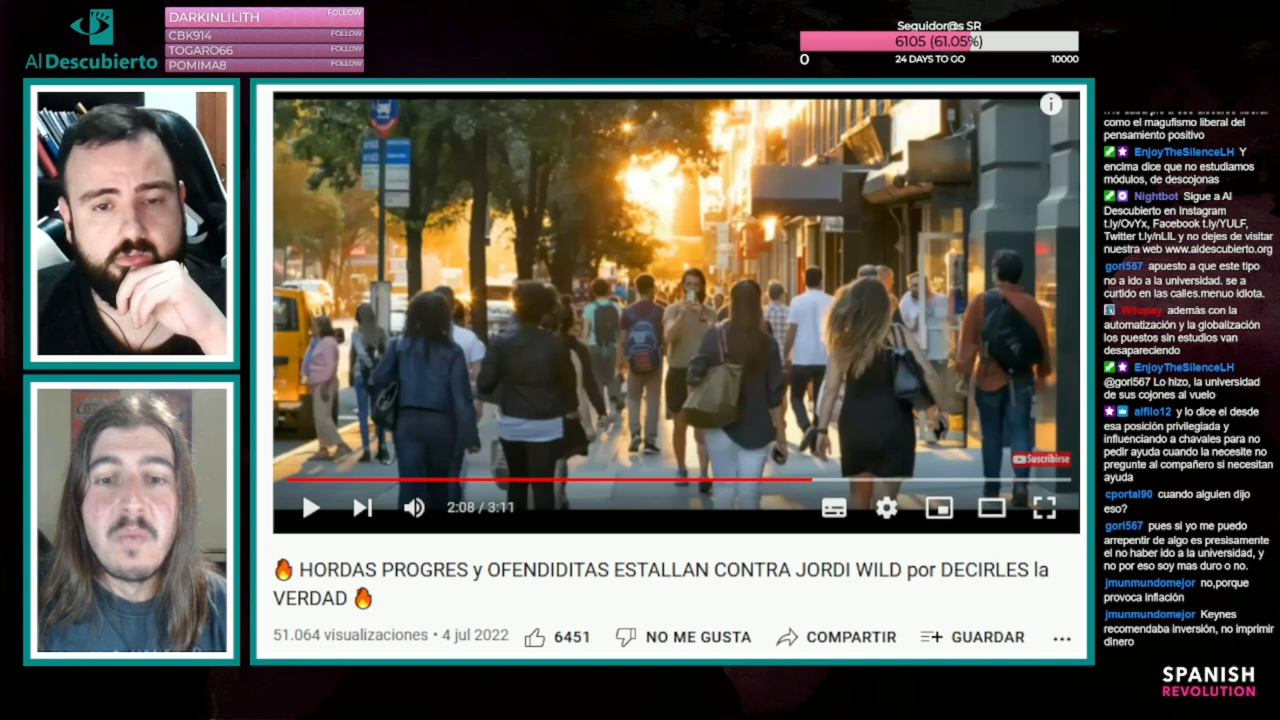 Al Descubierto
DARKINLILITH FOLLOW
CBK914 FOLLOW
TOGARO66 FOLLOW
POMIMA8 FOLLOW
Seguidor@s SR
6105 (61.05%)
0 24 DAYS TO GO 10000
como el magufismo liberal del
pensamiento positivo
EnjoyTheSilenceLH Y
encima dice que no estudiamos
módulos, de descojonas
Nightbot Sigue a Al
Descubierto en Instagram
t.ly/OvYx, Facebook t.ly/YULF,
Twitter t.ly/nLIL y no dejes de visitar
nuestra web www.aldescubierto.org
gori567 apuesto a que este tipo
no a ido a la universidad. se a
curtido en las calles.menuo idiota.
además con la
automatización y la globalización
los puestos sin estudios van
desapareciendo
EnjoyTheSilenceLH
@gori567 Lo hizo, la universidad
de sus cojones al vuelo
alfilo12 y lo dice el desde
esa posición privilegiada y
influenciando a chavales para no
pedir ayuda cuando la necesite no
pregunte al compañero si necesitan
ayuda
cportal90 cuando alguien dijo
eso?
gori567 pues si yo me puedo
arrepentir de algo es presisamente
el no haber ido a la universidad, y
no por eso soy mas duro o no.
jmunmundomejor no,porque
provoca inflación
jmunmundomejor Keynes
recomendaba inversión, no imprimir
dinero
Suscribirse
2:08 / 3:11
HORDAS PROGRES y OFENDIDITAS ESTALLAN CONTRA JORDI WILD por DECIRLES la
VERDAD
51.064 visualizaciones • 4 jul 2022 6451 NO ME GUSTA COMPARTIR GUARDAR
SPANISH
REVOLUTION